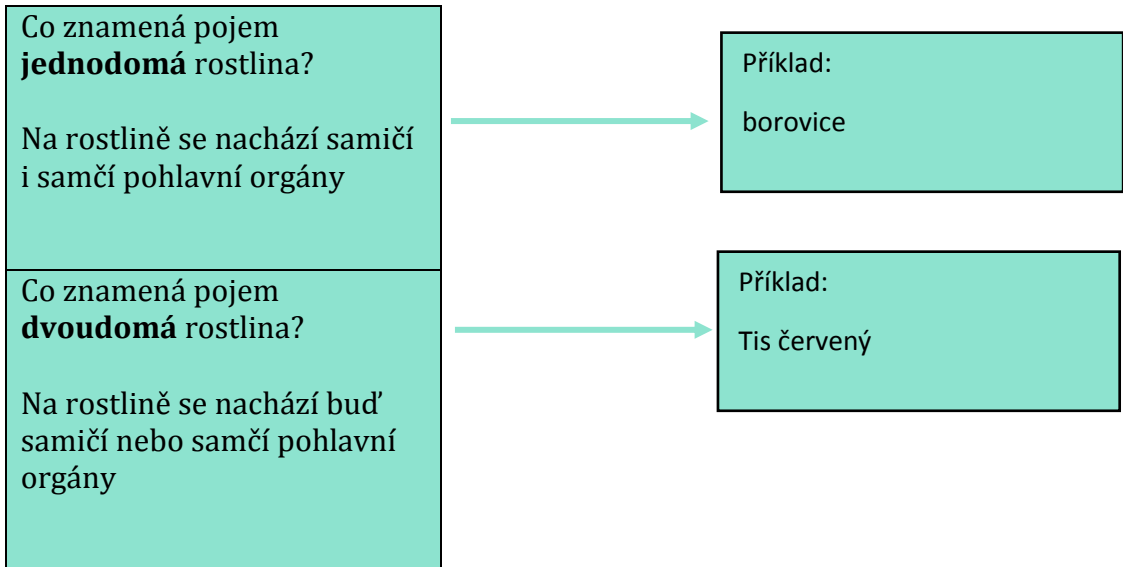 Co znamená pojem
jednodomá rostlina?
Na rostlině se nachází samičí
i samčí pohlavní orgány
Příklad:
borovice
Co znamená pojem
dvoudomá rostlina?
Na rostlině se nachází buď
samičí nebo samčí pohlavní
orgány
Příklad:
Tis červený